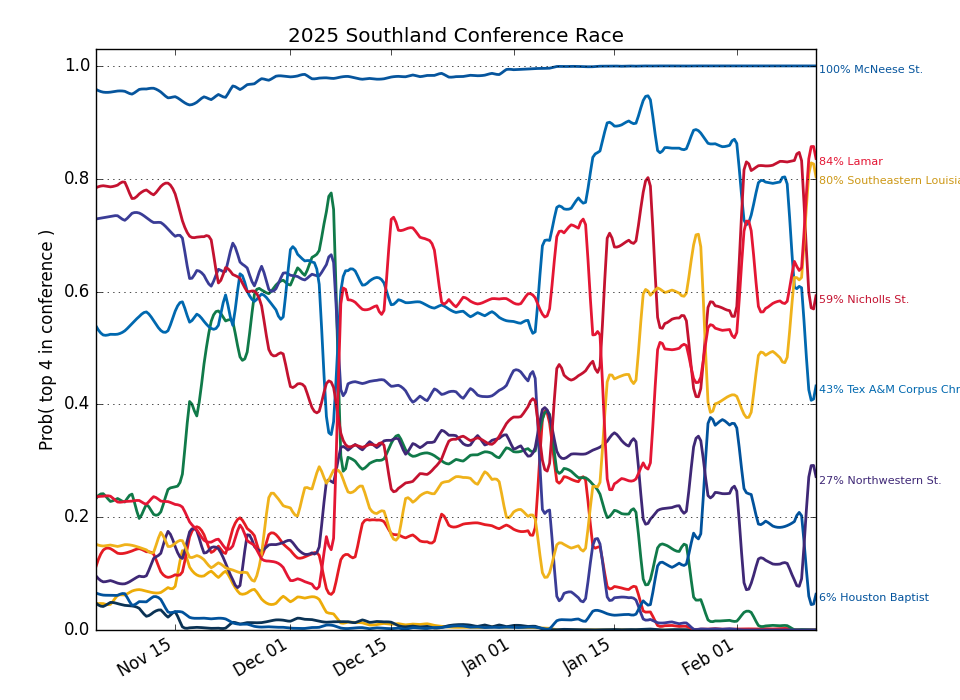 2025 Southland Conference Race
Prob( top 4 in conference )
1.0
0.8
0.6
0.4
0.2
0.0
Nov 15
Dec 01
Dec 15
Jan 01
Jan 15
Feb 01
100% McNeese St.
84% Lamar
80% Southeastern Louisia
59% Nicholls St.
43% Tex A&M Corpus Chr
27% Northwestern St.
6% Houston Baptist